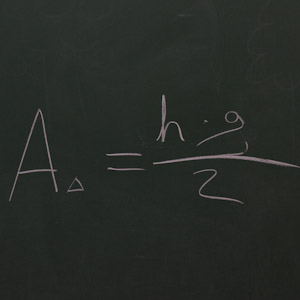 A△ = h · g / 2